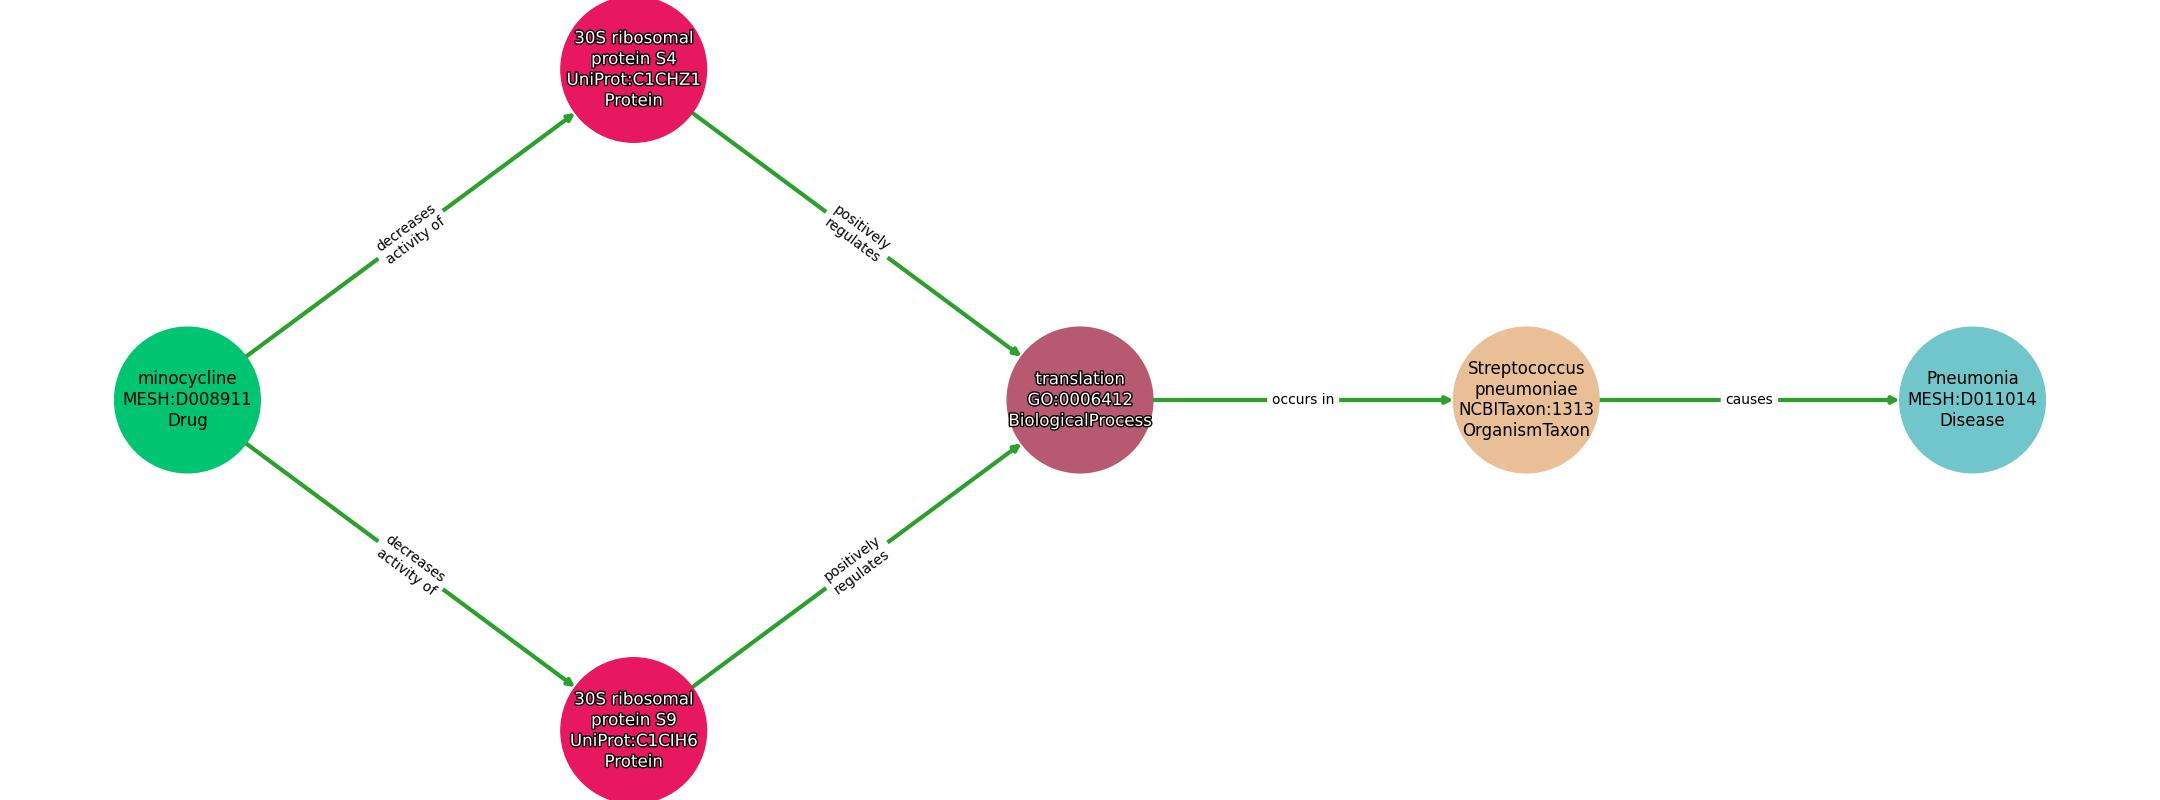 30S ribosomal
protein S4
UniProt:C1CHZ1
Protein
decreases
activity of
positively
regulates
minocycline
MESH:D008911
Drug
translation
GO:0006412
BiologicalProcess
occurs in
Streptococcus
pneumoniae
NCBITaxon:1313
OrganismTaxon
causes
Pneumonia
MESH:D011014
Disease
decreases
activity of
positively
regulates
30S ribosomal
protein S9
UniProt:C1CIH6
Protein